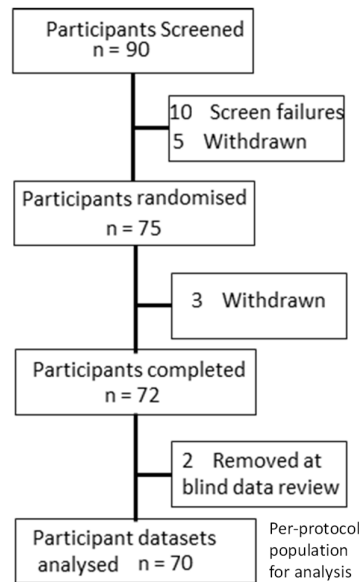 Participants Screened
n = 90
10 Screen failures
5 Withdrawn
Participants randomised
n = 75
3 Withdrawn
Participants completed
n = 72
2 Removed at
blind data review
Participant datasets
analysed n = 70
Per-protocol
population
for analysis